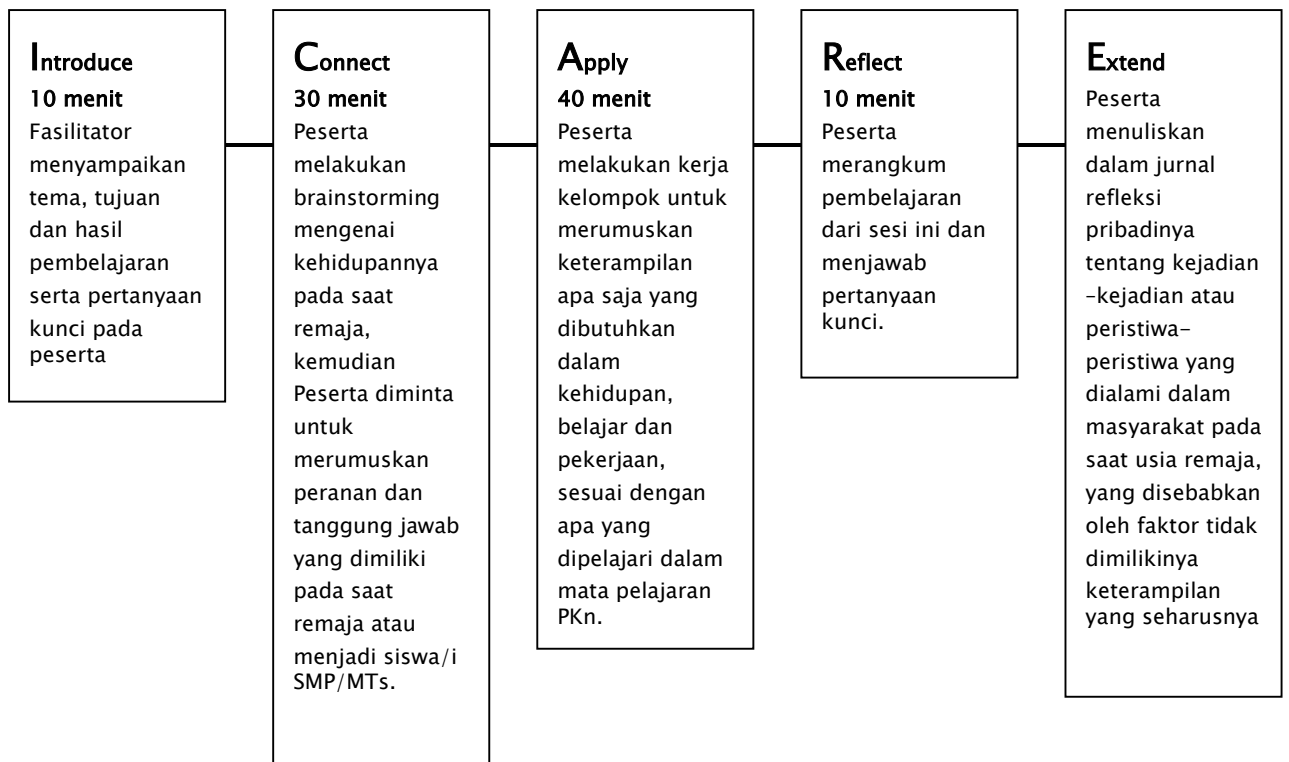 Introduce
10 menit
Fasilitator
menyampaikan
tema, tujuan
dan hasil
pembelajaran
serta pertanyaan
kunci pada
peserta
Connect
30 menit
Peserta
melakukan
brainstorming
mengenai
kehidupannya
pada saat
remaja,
kemudian
Peserta diminta
untuk
merumuskan
peranan dan
tanggung jawab
yang dimiliki
pada saat
remaja atau
menjadi siswa/i
SMP/MTs.
Apply
40 menit
Peserta
melakukan kerja
kelompok untuk
merumuskan
keterampilan
apa saja yang
dibutuhkan
dalam
kehidupan,
belajar dan
pekerjaan,
sesuai dengan
apa yang
dipelajari dalam
mata pelajaran
PKn.
Reflect
10 menit
Peserta
merangkum
pembelajaran
dari sesi ini dan
menjawab
pertanyaan
kunci.
Extend
Peserta
menuliskan
dalam jurnal
refleksi
pribadinya
tentang kejadian
-kejadian atau
peristiwa-
peristiwa yang
dialami dalam
masyarakat pada
saat usia remaja,
yang disebabkan
oleh faktor tidak
dimilikinya
keterampilan
yang seharusnya